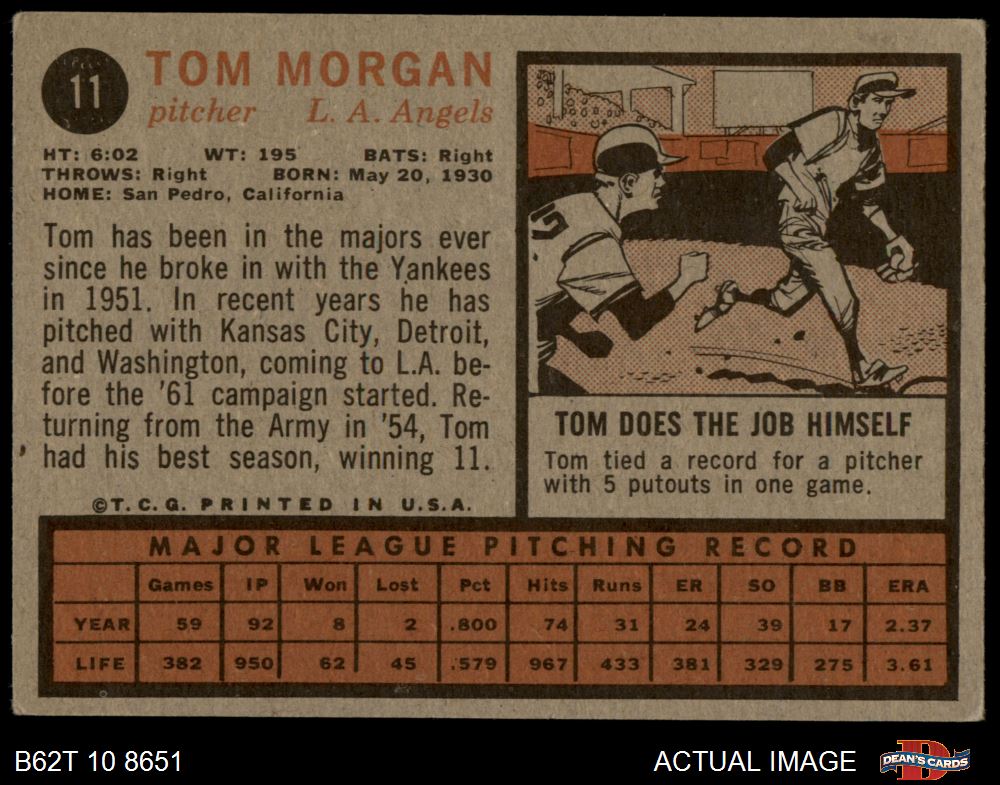 11
TOM MORGAN
pitcher L. A. Angels
HT: 6:02 WT: 195 BATS: Right
THROWS: Right BORN: May 20, 1930
HOME: San Pedro, California
Tom has been in the majors ever
since he broke in with the Yankees
in 1951. In recent years he has
pitched with Kansas City, Detroit,
and Washington, coming to L.A. be-
fore the '61 campaign started. Re-
turning from the Army in '54, Tom
had his best season, winning 11.
©T.C.G. PRINTED IN U.S.A.
15
TOM DOES THE JOB HIMSELF
Tom tied a record for a pitcher
with 5 putouts in one game.
MAJOR LEAGUE PITCHING RECORD
Games IP Won Lost Pct Hits Runs ER SO BB ERA
YEAR 59 92 8 2 .800 74 31 24 39 17 2.37
LIFE 382 950 62 45 .579 967 433 381 329 275 3.61
B62T 10 8651
ACTUAL IMAGE
DEAN'S CARDS